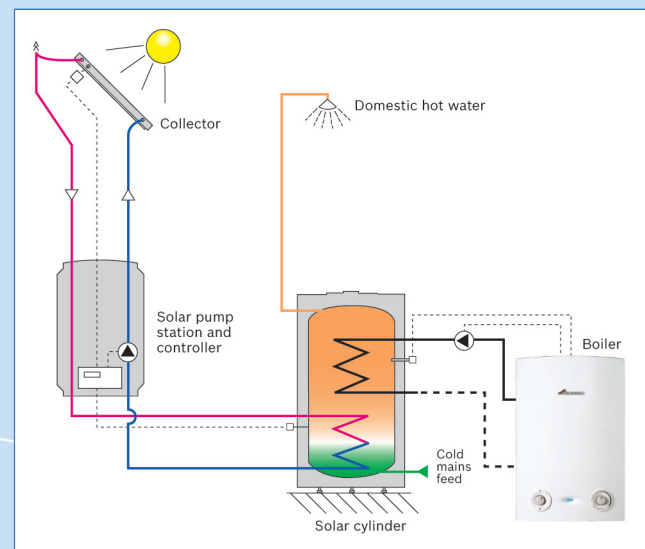 Collector
Domestic hot water
Solar pump
station and
controller
Boiler
Cold
mains
feed
Solar cylinder